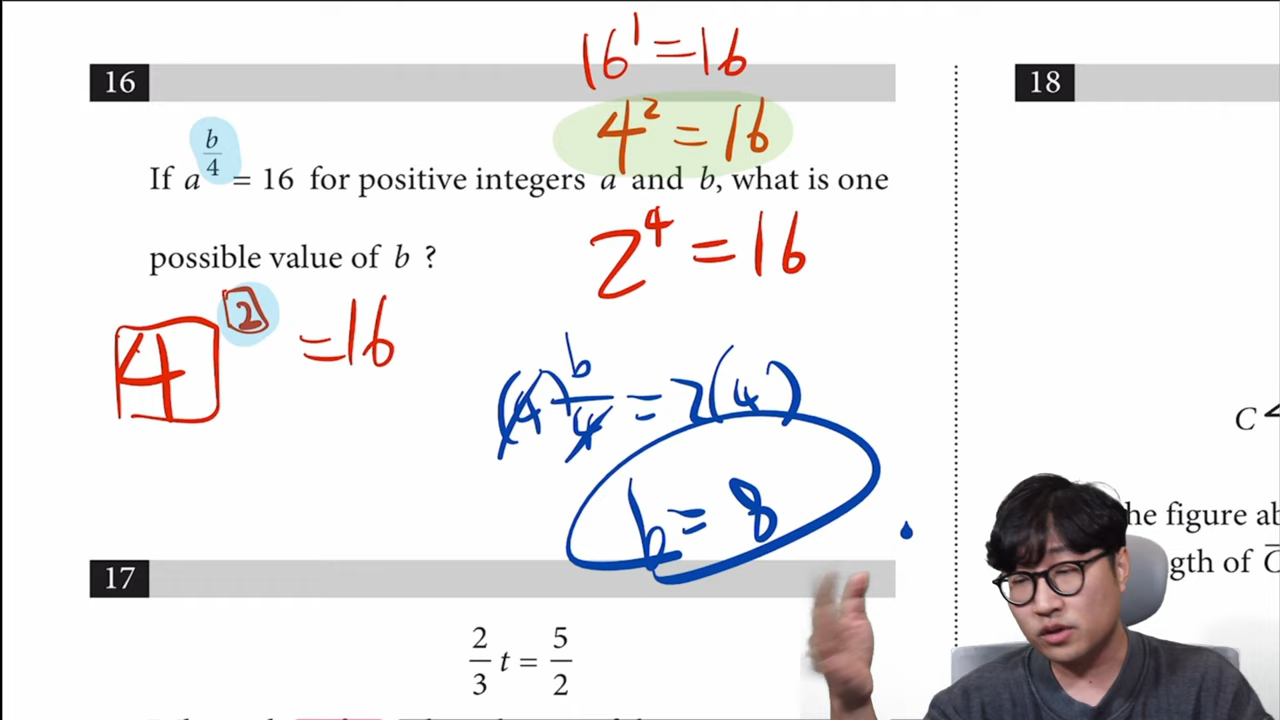 16¹ = 16
16
4² = 16
If a^(b/4) = 16 for positive integers a and b, what is one
2⁴ = 16
possible value of b ?
4² = 16
(4) b/4 = 2(4)
b = 8
17
2/3 t = 5/2
18
C
he figure ab
gth of C